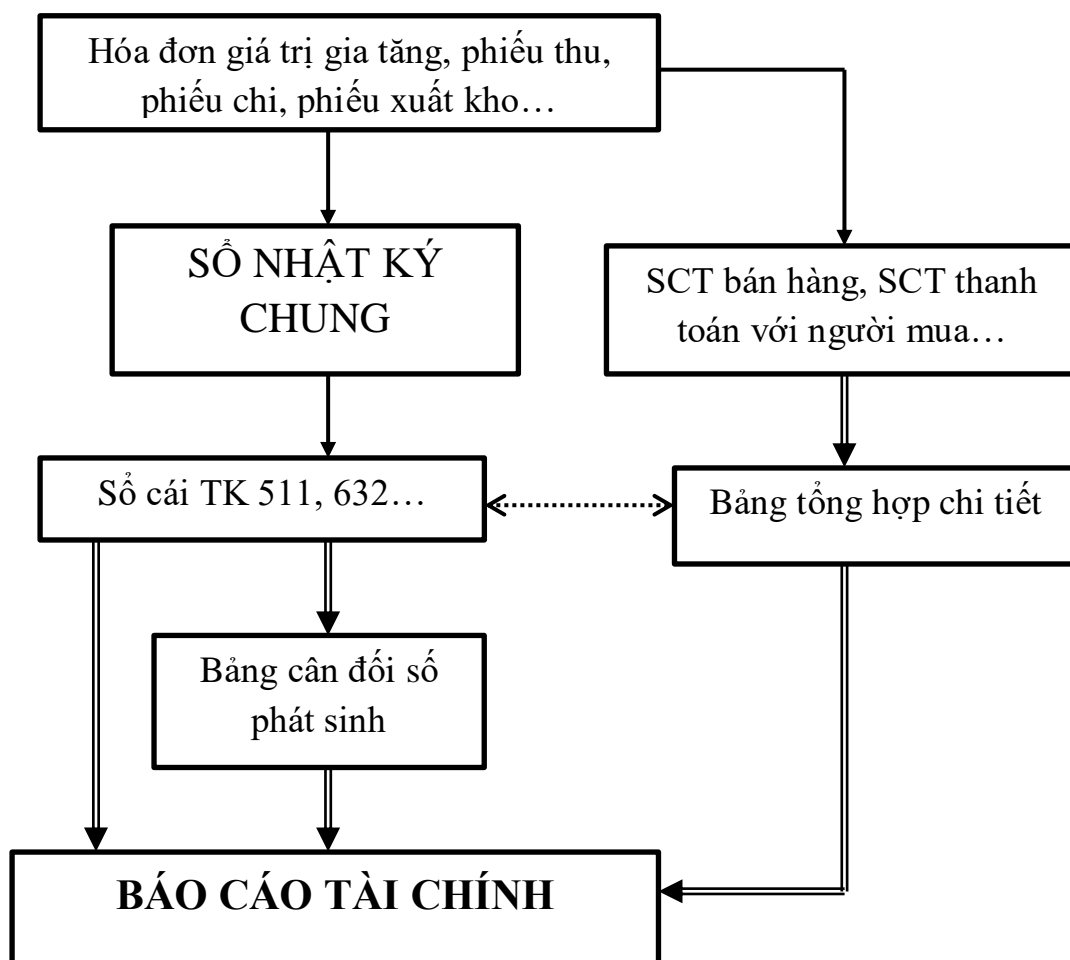 Hóa đơn giá trị gia tăng, phiếu thu,
phiếu chi, phiếu xuất kho…
SỔ NHẬT KÝ
CHUNG
SCT bán hàng, SCT thanh
toán với người mua…
Sổ cái TK 511, 632…
Bảng tổng hợp chi tiết
Bảng cân đối số
phát sinh
BÁO CÁO TÀI CHÍNH